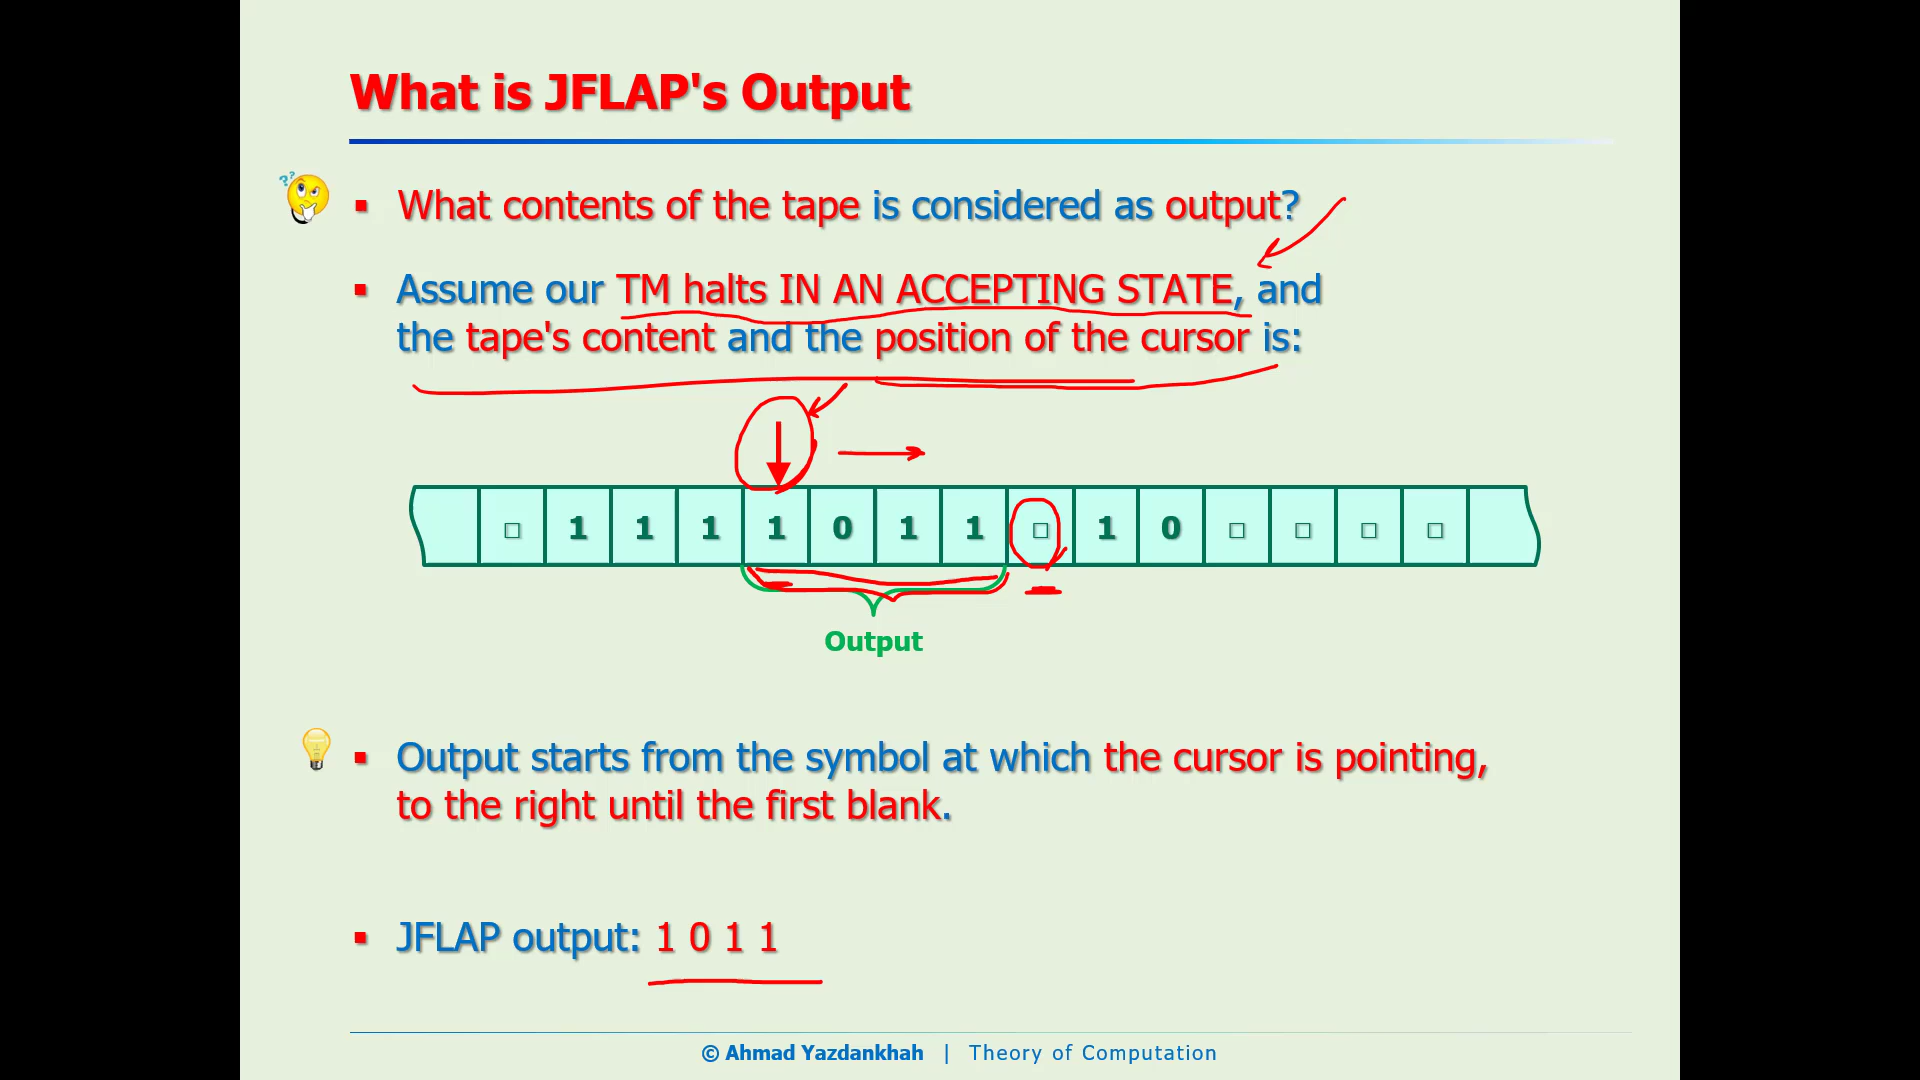 What is JFLAP's Output
▪ What contents of the tape is considered as output?
▪ Assume our TM halts IN AN ACCEPTING STATE, and
the tape's content and the position of the cursor is:
□ 1 1 1 1 0 1 1 □ 1 0 □ □ □ □
Output
▪ Output starts from the symbol at which the cursor is pointing,
to the right until the first blank.
▪ JFLAP output: 1 0 1 1
© Ahmad Yazdankhah | Theory of Computation